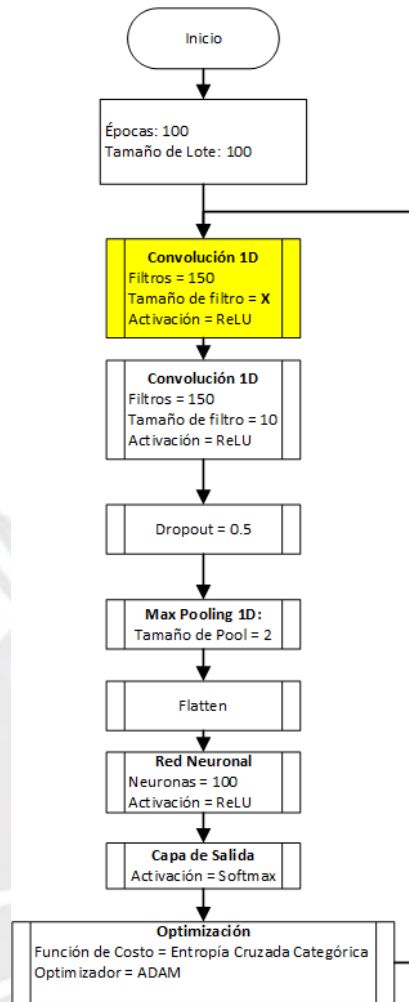 Inicio
Épocas: 100
Tamaño de Lote: 100
Convolución 1D
Filtros = 150
Tamaño de filtro = X
Activación = ReLU
Convolución 1D
Filtros = 150
Tamaño de filtro = 10
Activación = ReLU
Dropout = 0.5
Max Pooling 1D:
Tamaño de Pool = 2
Flatten
Red Neuronal
Neuronas = 100
Activación = ReLU
Capa de Salida
Activación = Softmax
Optimización
Función de Costo = Entropía Cruzada Categórica
Optimizador = ADAM